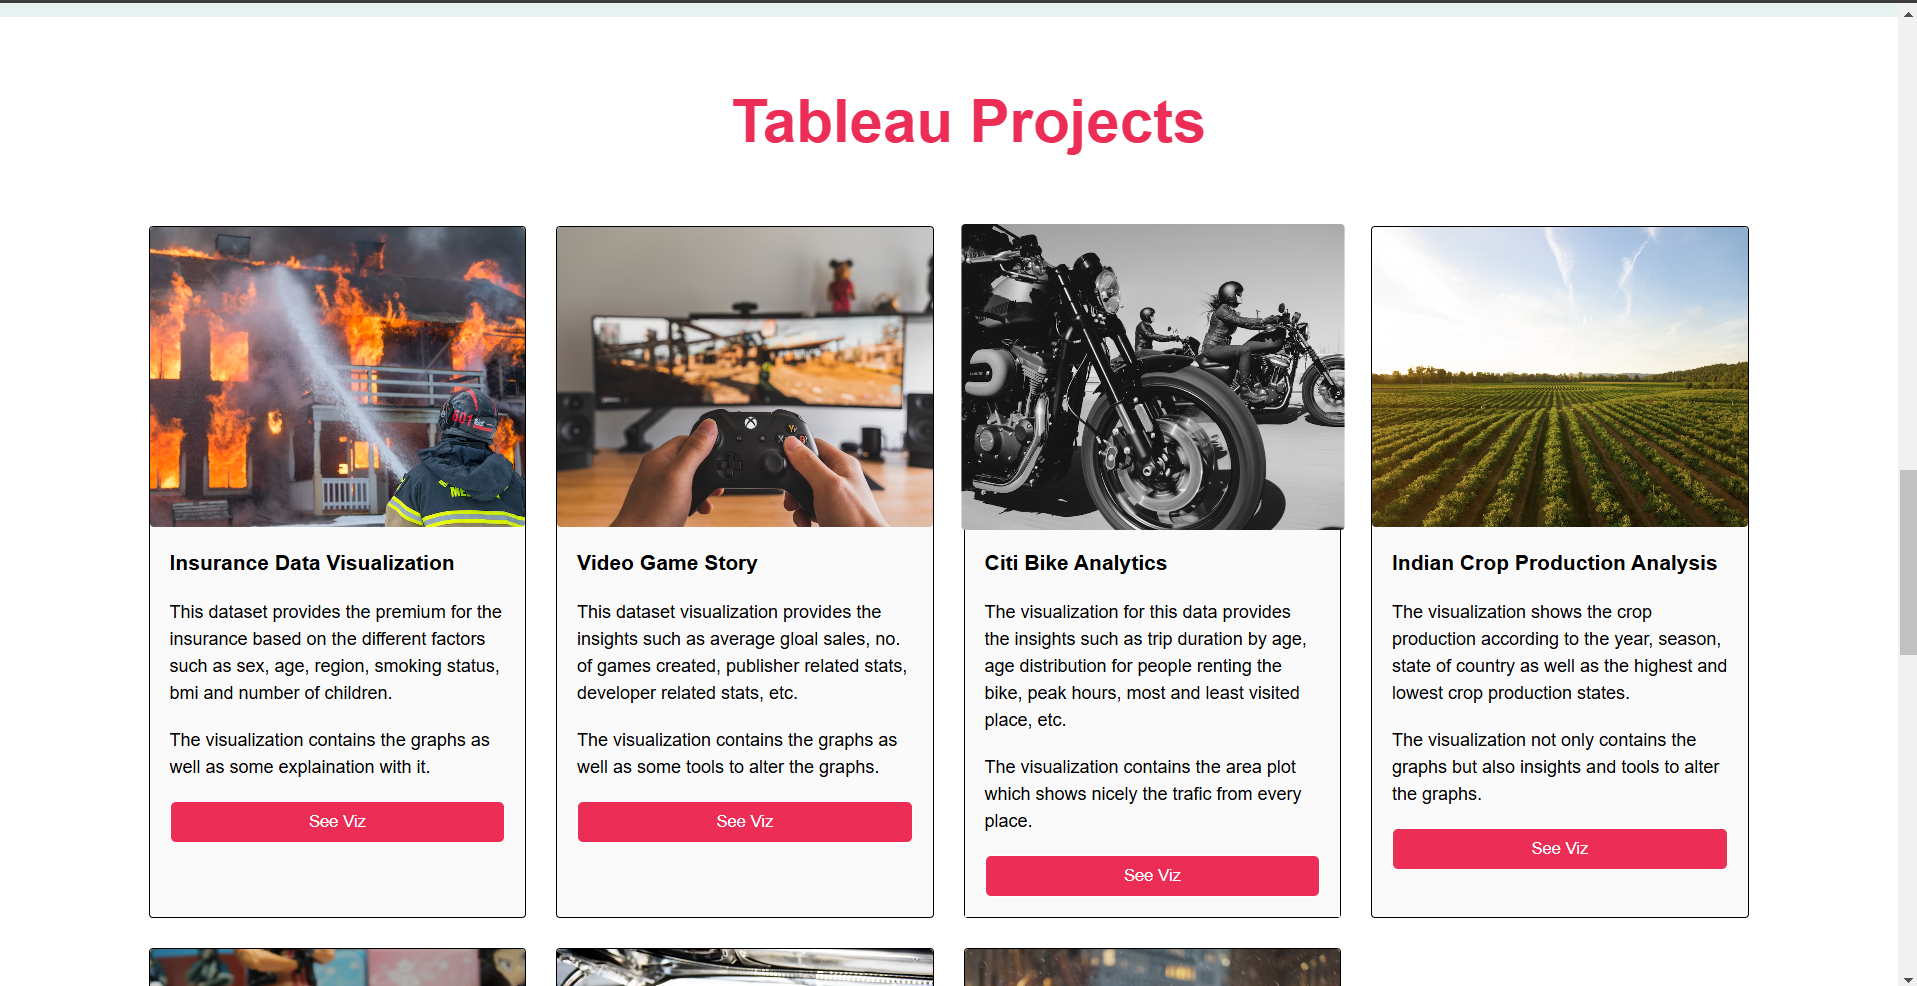 Tableau Projects
601
Insurance Data Visualization
This dataset provides the premium for the
insurance based on the different factors
such as sex, age, region, smoking status,
bmi and number of children.
The visualization contains the graphs as
well as some explaination with it.
See Viz
Video Game Story
This dataset visualization provides the
insights such as average gloal sales, no.
of games created, publisher related stats,
developer related stats, etc.
The visualization contains the graphs as
well as some tools to alter the graphs.
See Viz
Citi Bike Analytics
The visualization for this data provides
the insights such as trip duration by age,
age distribution for people renting the
bike, peak hours, most and least visited
place, etc.
The visualization contains the area plot
which shows nicely the trafic from every
place.
See Viz
Indian Crop Production Analysis
The visualization shows the crop
production according to the year, season,
state of country as well as the highest and
lowest crop production states.
The visualization not only contains the
graphs but also insights and tools to alter
the graphs.
See Viz